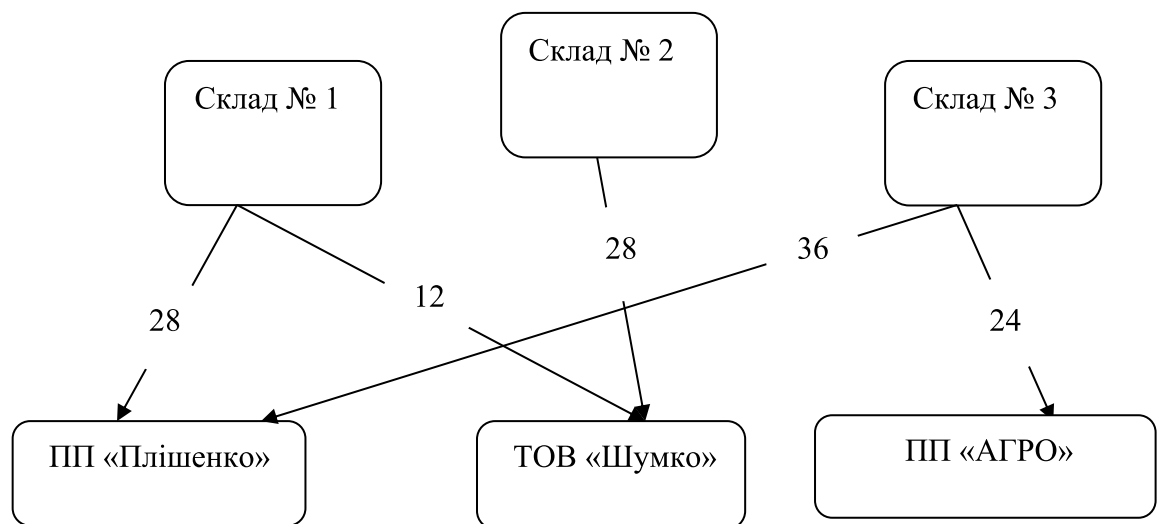 Склад № 1
Склад № 2
Склад № 3
28
12
28
36
24
ПП «Плішенко»
ТОВ «Шумко»
ПП «АГРО»